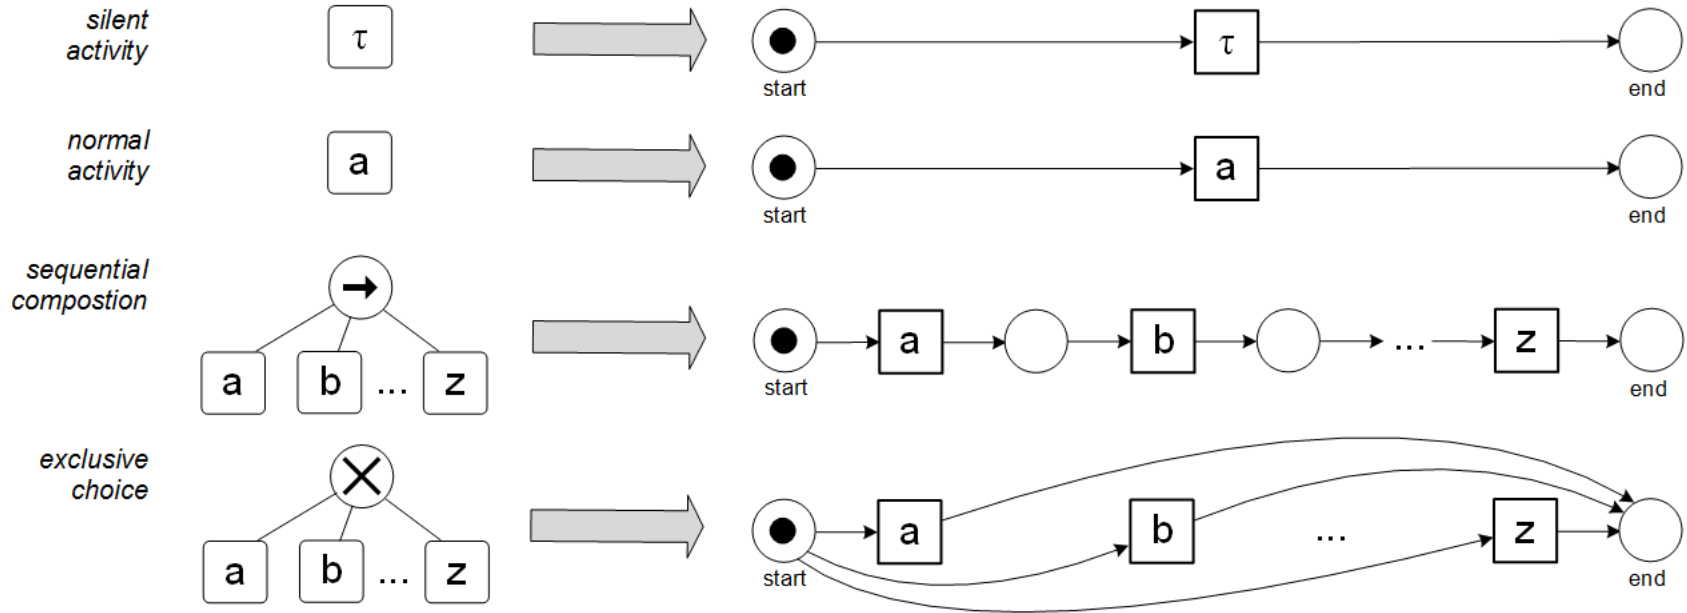 silent
activity
τ
τ
start
end
normal
activity
a
a
start
end
sequential
compostion
a
b
...
z
a
b
...
z
start
end
exclusive
choice
a
b
...
z
a
b
...
z
start
end